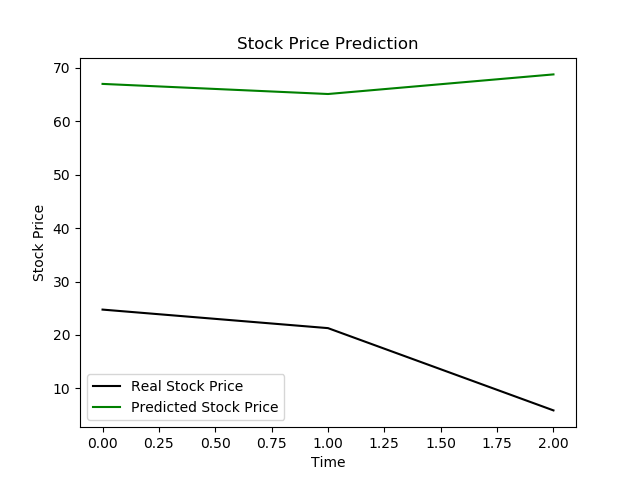 Stock Price Prediction
70
60
50
40
30
20
10
Stock Price
Real Stock Price
Predicted Stock Price
0.00 0.25 0.50 0.75 1.00 1.25 1.50 1.75 2.00
Time